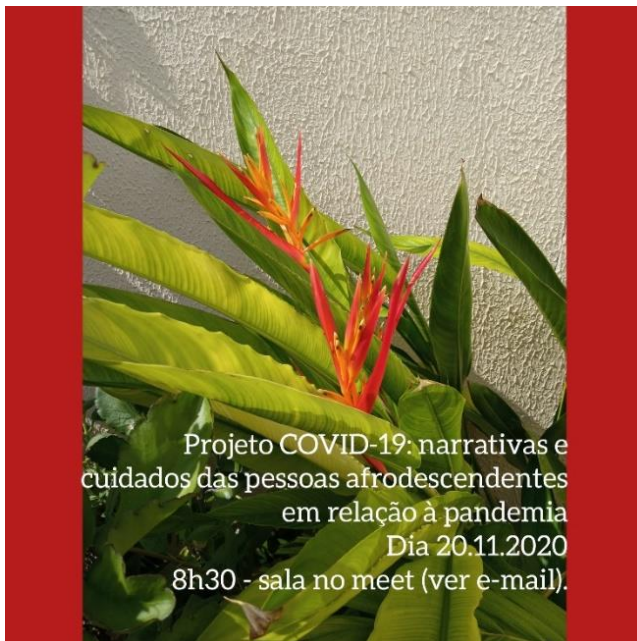 Projeto COVID-19: narrativas e
cuidados das pessoas afrodescendentes
em relação à pandemia
Dia 20.11.2020
8h30 - sala no meet (ver e-mail).